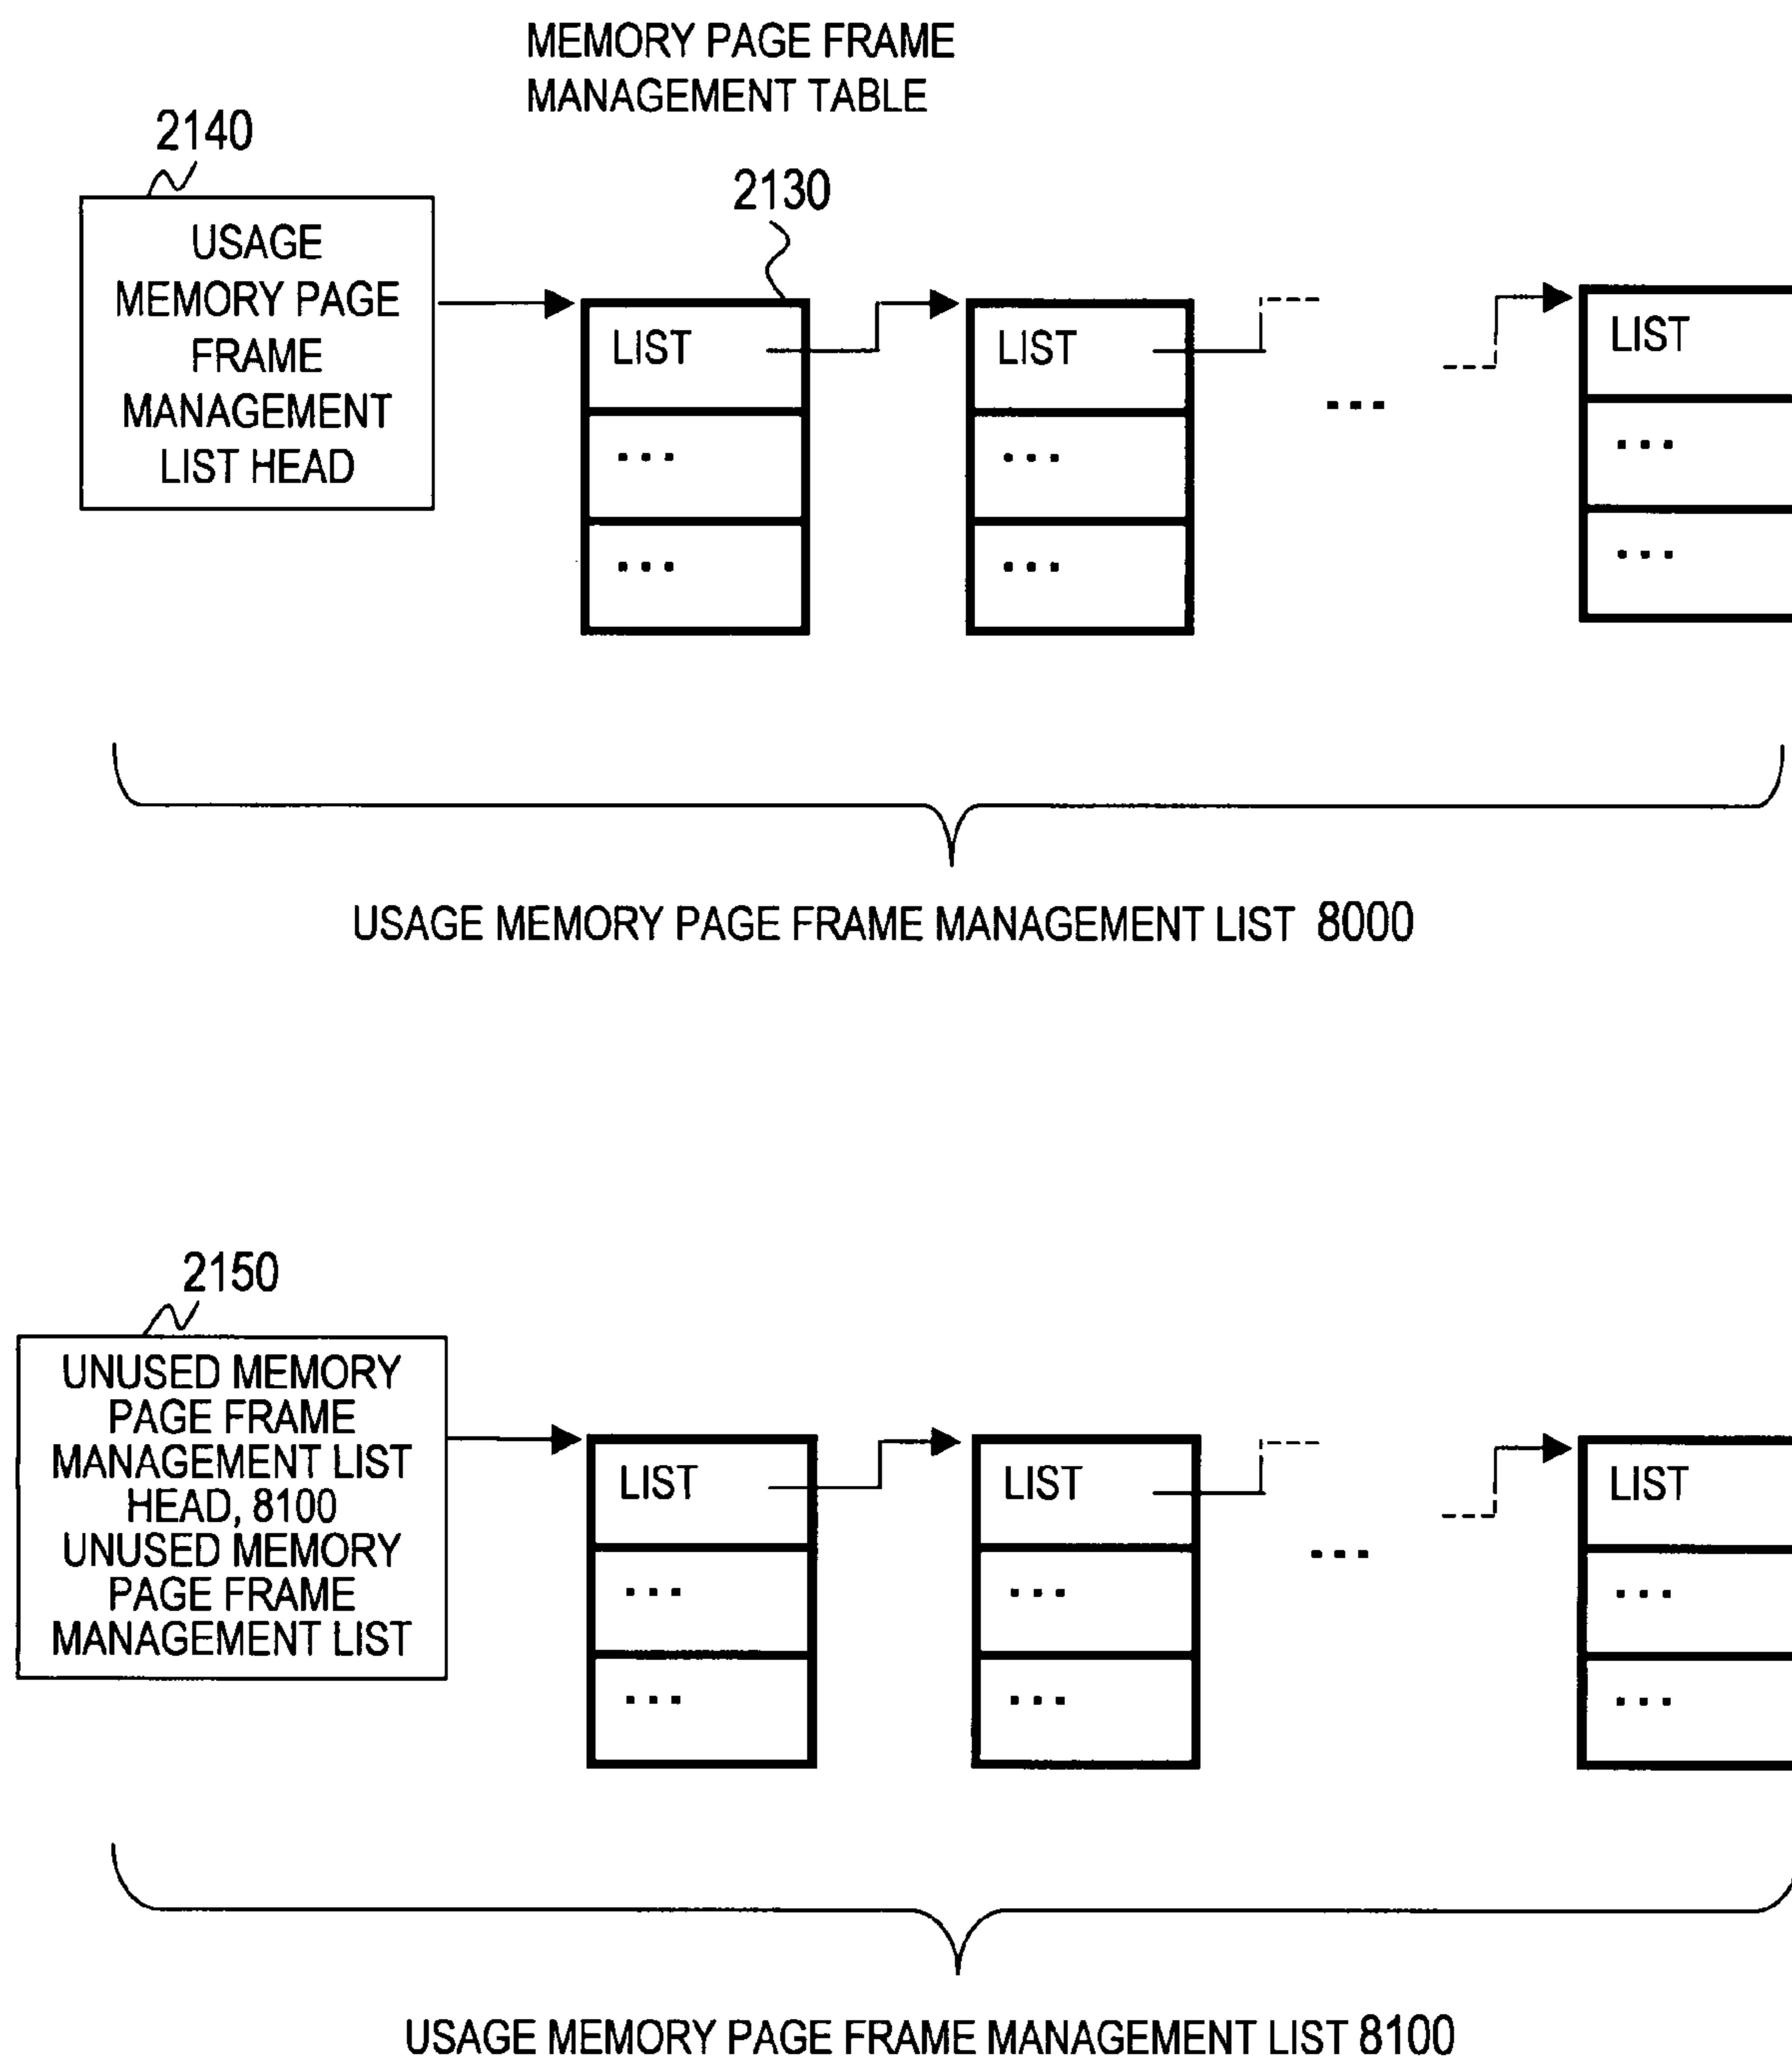 MEMORY PAGE FRAME
MANAGEMENT TABLE
2140
2130
USAGE
MEMORY PAGE
FRAME
MANAGEMENT
LIST HEAD
LIST
LIST
LIST
...
...
...
...
...
...
...
USAGE MEMORY PAGE FRAME MANAGEMENT LIST 8000
2150
UNUSED MEMORY
PAGE FRAME
MANAGEMENT LIST
HEAD, 8100
UNUSED MEMORY
PAGE FRAME
MANAGEMENT LIST
LIST
LIST
LIST
...
...
...
...
...
...
...
USAGE MEMORY PAGE FRAME MANAGEMENT LIST 8100